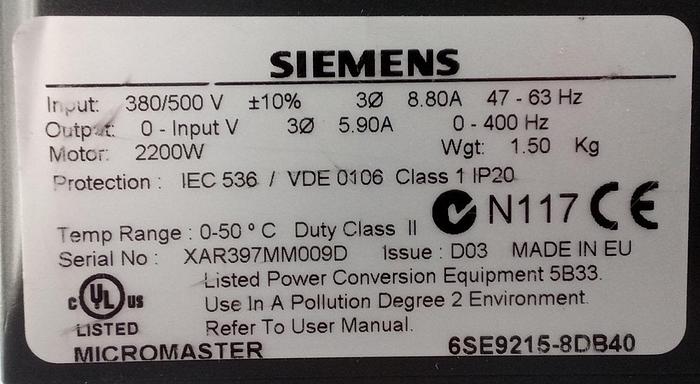 SIEMENS
Input: 380/500 V ±10% 3Ø 8.80A 47 - 63 Hz
Output: 0 - Input V 3Ø 5.90A 0 - 400 Hz
Motor: 2200W Wgt: 1.50 Kg
Protection : IEC 536 / VDE 0106 Class 1 IP20
N117 CE
Temp Range : 0-50 ° C Duty Class II
Serial No : XAR397MM009D Issue : D03 MADE IN EU
Listed Power Conversion Equipment 5B33.
c UL us Use In A Pollution Degree 2 Environment.
LISTED Refer To User Manual.
MICROMASTER 6SE9215-8DB40